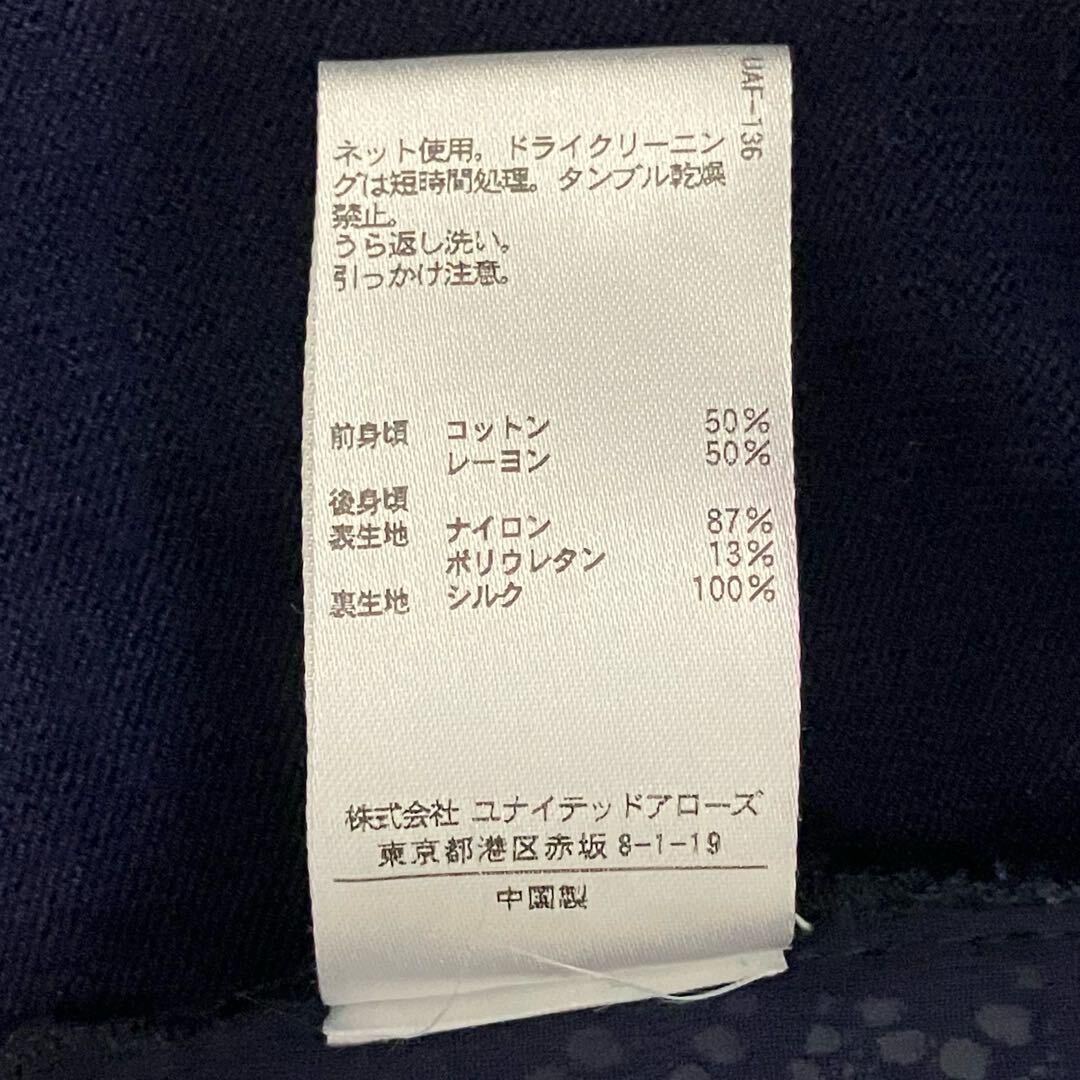 UAF-136
ネット使用。ドライクリーニン
グは短時間処理。タンブル乾燥
禁止。
うら返し洗い。
引っかけ注意。
前身頃 コットン 50%
レーヨン 50%
後身頃
表生地 ナイロン 87%
ポリウレタン 13%
裏生地 シルク 100%
株式会社 ユナイテッドアローズ
東京都港区赤坂 8-1-19
中国製